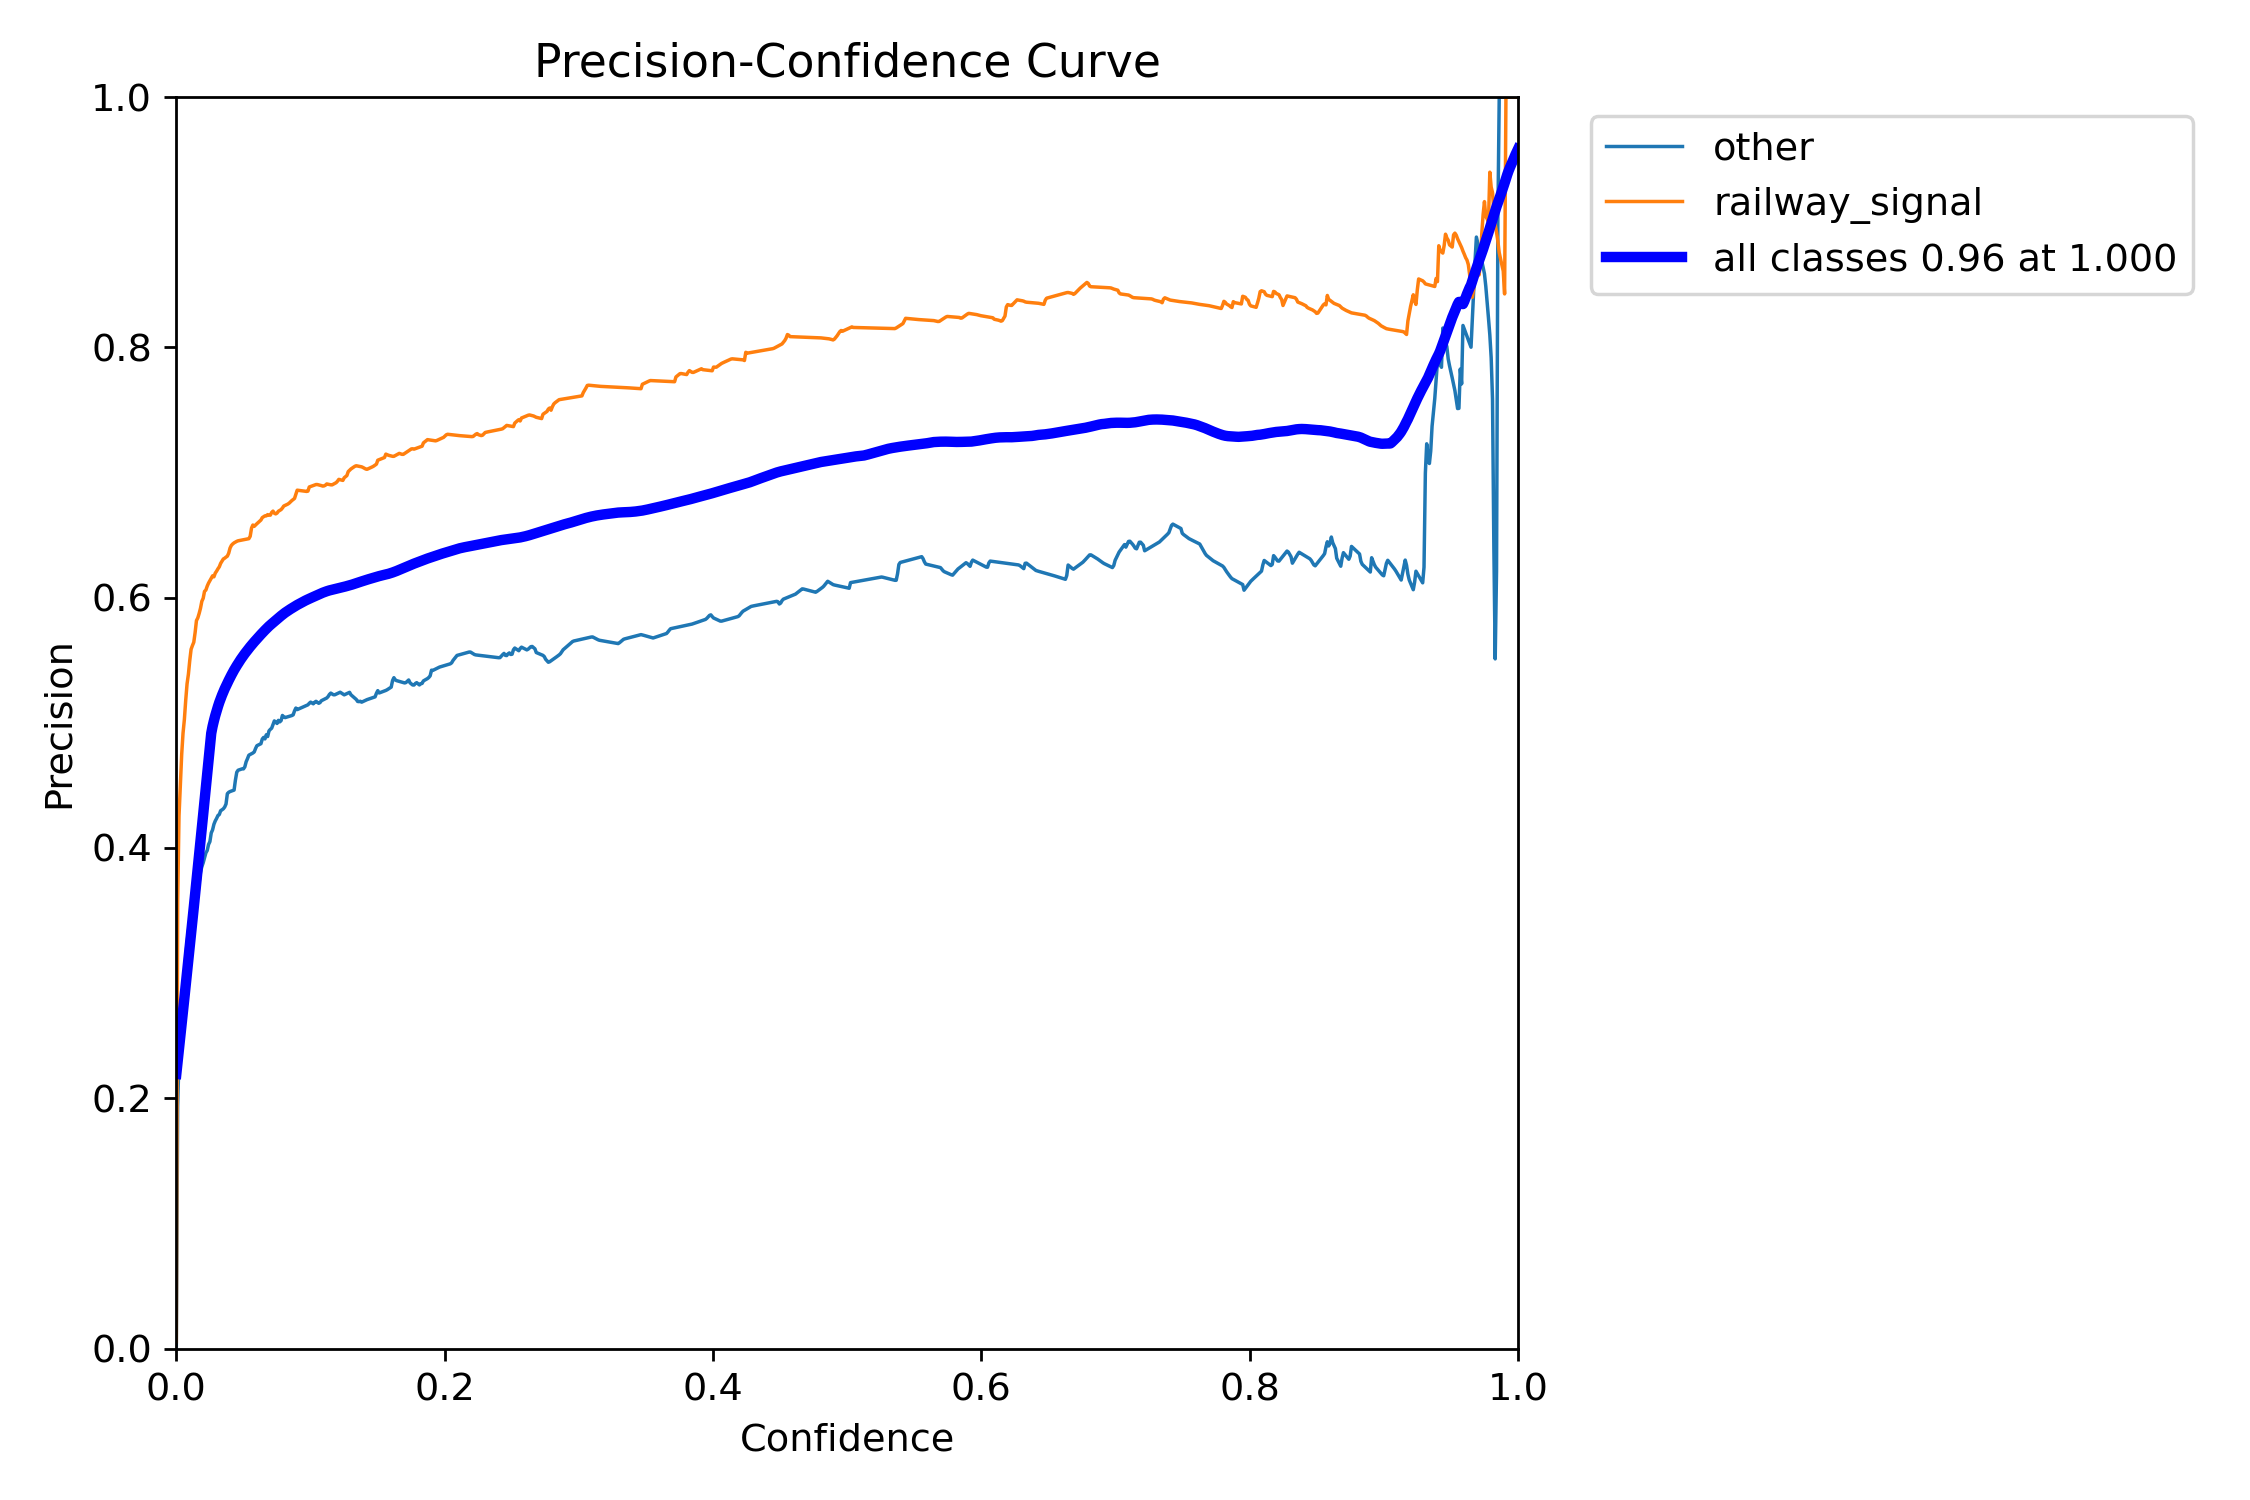 Precision-Confidence Curve
1.0
0.8
0.6
0.4
0.2
0.0
Precision
0.0 0.2 0.4 0.6 0.8 1.0
Confidence
other
railway_signal
all classes 0.96 at 1.000